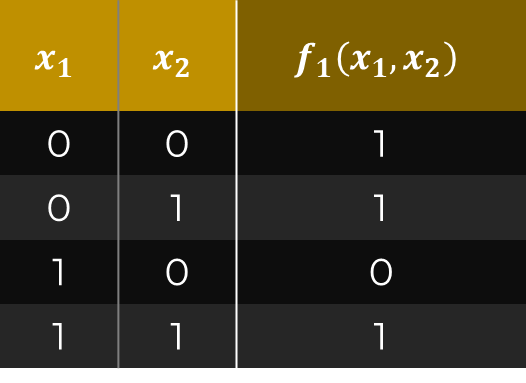 x₁ x₂ f₁(x₁, x₂)
0 0 1
0 1 1
1 0 0
1 1 1